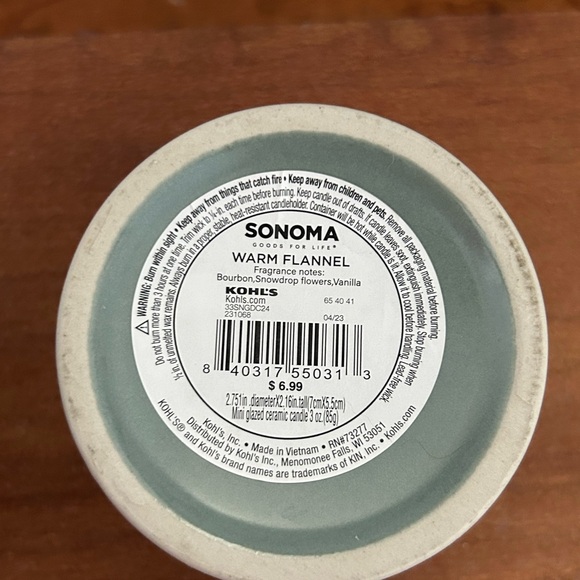 ⚠ WARNING: Burn within sight • Keep away from things that catch fire • Keep away from children and pets. Remove all packaging material before burning.
Do not burn more than 3 hours at one time. Trim wick to ¼-in. each time before burning. Keep candle out of drafts. If candle leaves soot, extinguish immediately. Stop burning when
½ in. of unmelted wax remains. Always burn in a proper, stable, heat-resistant candleholder. Container will be hot while candle is lit. Allow it to cool before handling. Lead-free wick
SONOMA
GOODS FOR LIFE®
WARM FLANNEL
Fragrance notes:
Bourbon,Snowdrop flowers,Vanilla
KOHL'S
Kohls.com 65 40 41
33SNGDC24
231068 04/23
8 40317 55031 3
$ 6.99
2.751in .diameterX2.16in.tall(7cmX5.5cm)
Mini glazed ceramic candle 3 oz.(85g)
Kohl's, Inc. • Made in Vietnam • RN#73277
Distributed by Kohl's Inc., Menomonee Falls, WI 53051
KOHL'S® and Kohl's brand names are trademarks of KIN, Inc. • Kohls.com